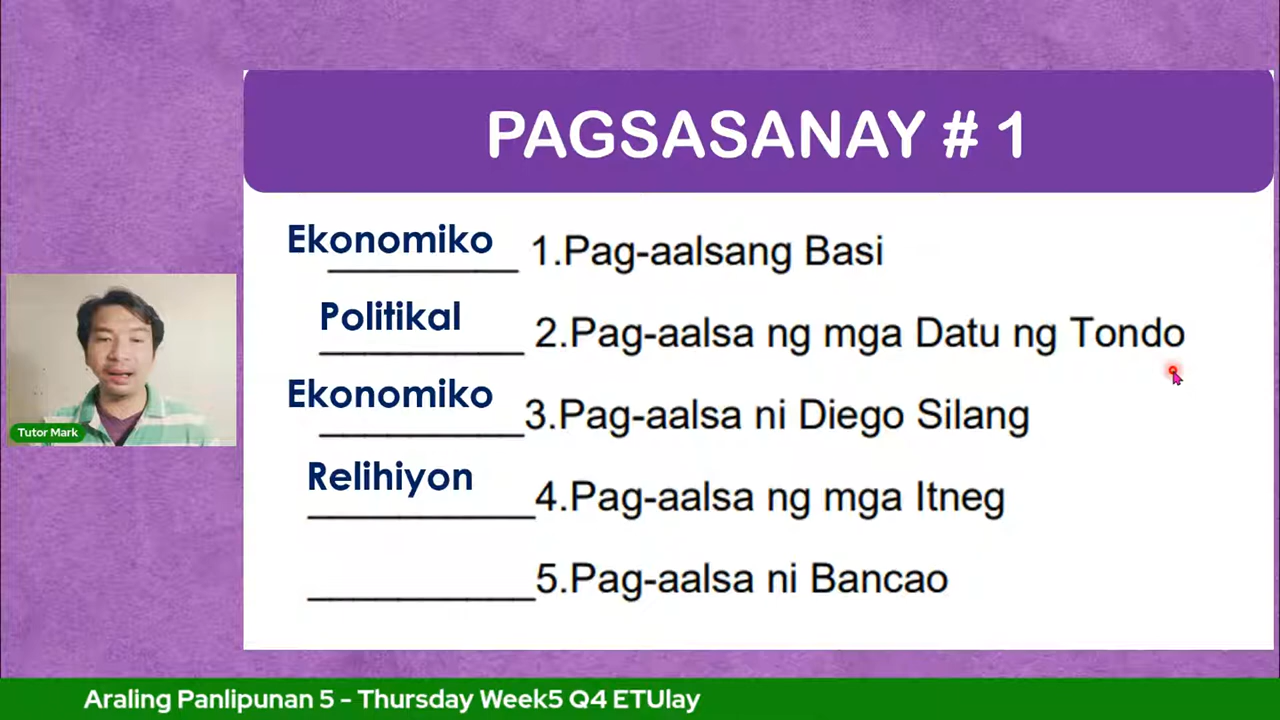 PAGSASANAY # 1
Ekonomiko 1.Pag-aalsang Basi
Politikal 2.Pag-aalsa ng mga Datu ng Tondo
Ekonomiko 3.Pag-aalsa ni Diego Silang
Relihiyon 4.Pag-aalsa ng mga Itneg
5.Pag-aalsa ni Bancao
Tutor Mark
Araling Panlipunan 5 - Thursday Week5 Q4 ETUlay